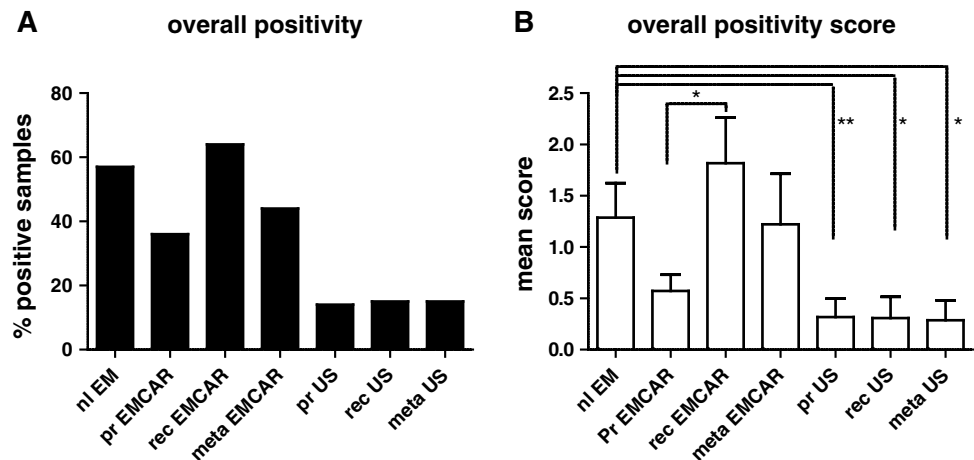 A overall positivity
% positive samples
80
60
40
20
0
nl EM
pr EMCAR
rec EMCAR
meta EMCAR
pr US
rec US
meta US
B overall positivity score
mean score
2.5
2.0
1.5
1.0
0.5
0.0
*
**
*
*
nl EM
Pr EMCAR
rec EMCAR
meta EMCAR
pr US
rec US
meta US